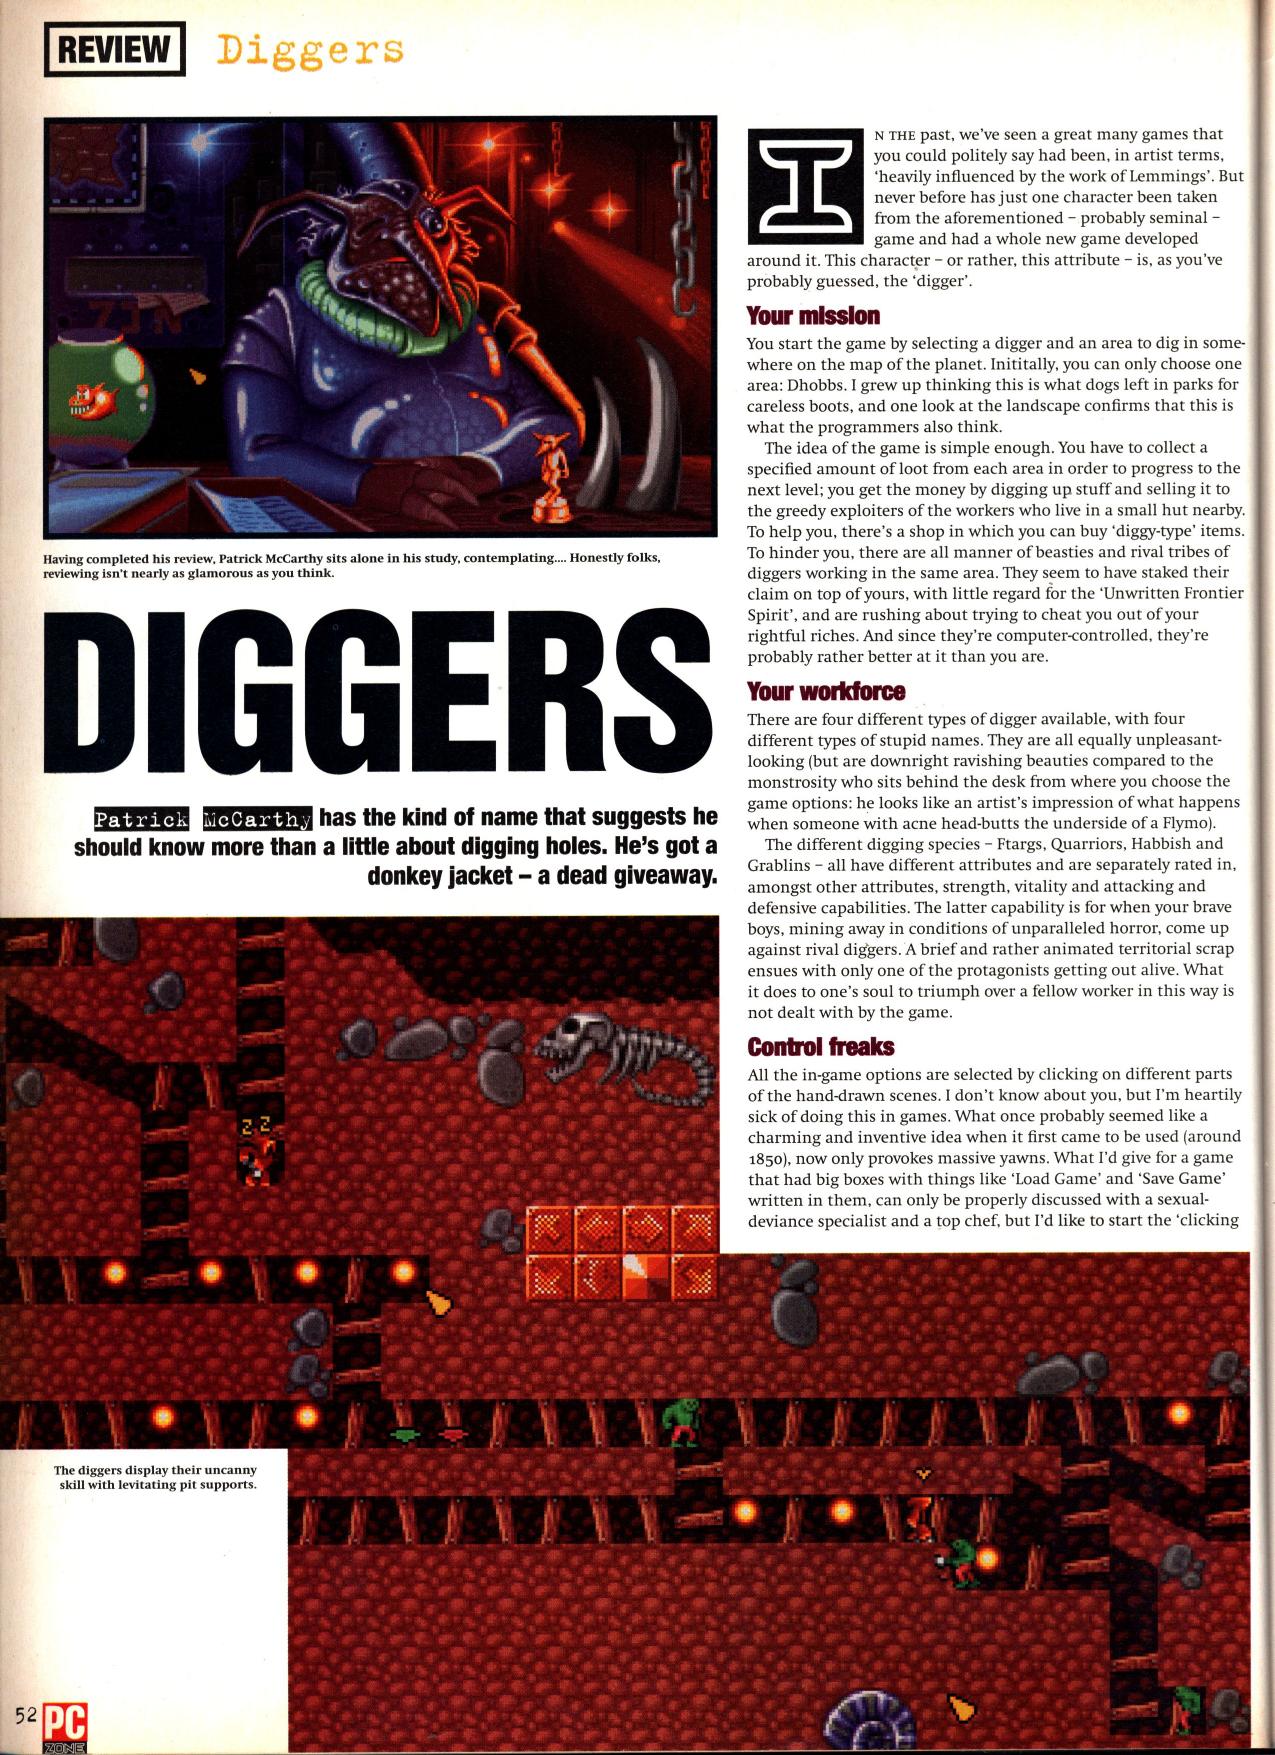 REVIEW Diggers
Having completed his review, Patrick McCarthy sits alone in his study, contemplating.... Honestly folks,
reviewing isn't nearly as glamorous as you think.
DIGGERS
Patrick McCarthy has the kind of name that suggests he
should know more than a little about digging holes. He's got a
donkey jacket – a dead giveaway.
IN THE past, we've seen a great many games that
you could politely say had been, in artist terms,
'heavily influenced by the work of Lemmings'. But
never before has just one character been taken
from the aforementioned – probably seminal –
game and had a whole new game developed
around it. This character – or rather, this attribute – is, as you've
probably guessed, the 'digger'.
Your mission
You start the game by selecting a digger and an area to dig in some-
where on the map of the planet. Inititally, you can only choose one
area: Dhobbs. I grew up thinking this is what dogs left in parks for
careless boots, and one look at the landscape confirms that this is
what the programmers also think.
The idea of the game is simple enough. You have to collect a
specified amount of loot from each area in order to progress to the
next level; you get the money by digging up stuff and selling it to
the greedy exploiters of the workers who live in a small hut nearby.
To help you, there's a shop in which you can buy 'diggy-type' items.
To hinder you, there are all manner of beasties and rival tribes of
diggers working in the same area. They seem to have staked their
claim on top of yours, with little regard for the 'Unwritten Frontier
Spirit', and are rushing about trying to cheat you out of your
rightful riches. And since they're computer-controlled, they're
probably rather better at it than you are.
Your workforce
There are four different types of digger available, with four
different types of stupid names. They are all equally unpleasant-
looking (but are downright ravishing beauties compared to the
monstrosity who sits behind the desk from where you choose the
game options: he looks like an artist's impression of what happens
when someone with acne head-butts the underside of a Flymo).
The different digging species – Ftargs, Quarriors, Habbish and
Grablins – all have different attributes and are separately rated in,
amongst other attributes, strength, vitality and attacking and
defensive capabilities. The latter capability is for when your brave
boys, mining away in conditions of unparalleled horror, come up
against rival diggers. A brief and rather animated territorial scrap
ensues with only one of the protagonists getting out alive. What
it does to one's soul to triumph over a fellow worker in this way is
not dealt with by the game.
Control freaks
All the in-game options are selected by clicking on different parts
of the hand-drawn scenes. I don't know about you, but I'm heartily
sick of doing this in games. What once probably seemed like a
charming and inventive idea when it first came to be used (around
1850), now only provokes massive yawns. What I'd give for a game
that had big boxes with things like 'Load Game' and 'Save Game'
written in them, can only be properly discussed with a sexual-
deviance specialist and a top chef, but I'd like to start the 'clicking
Z Z
The diggers display their uncanny
skill with levitating pit supports.
52 PC
ZONE